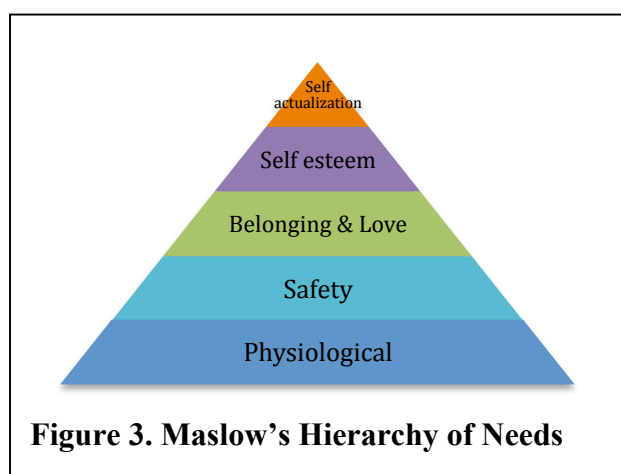 Self
actualization
Self esteem
Belonging & Love
Safety
Physiological
Figure 3. Maslow’s Hierarchy of Needs